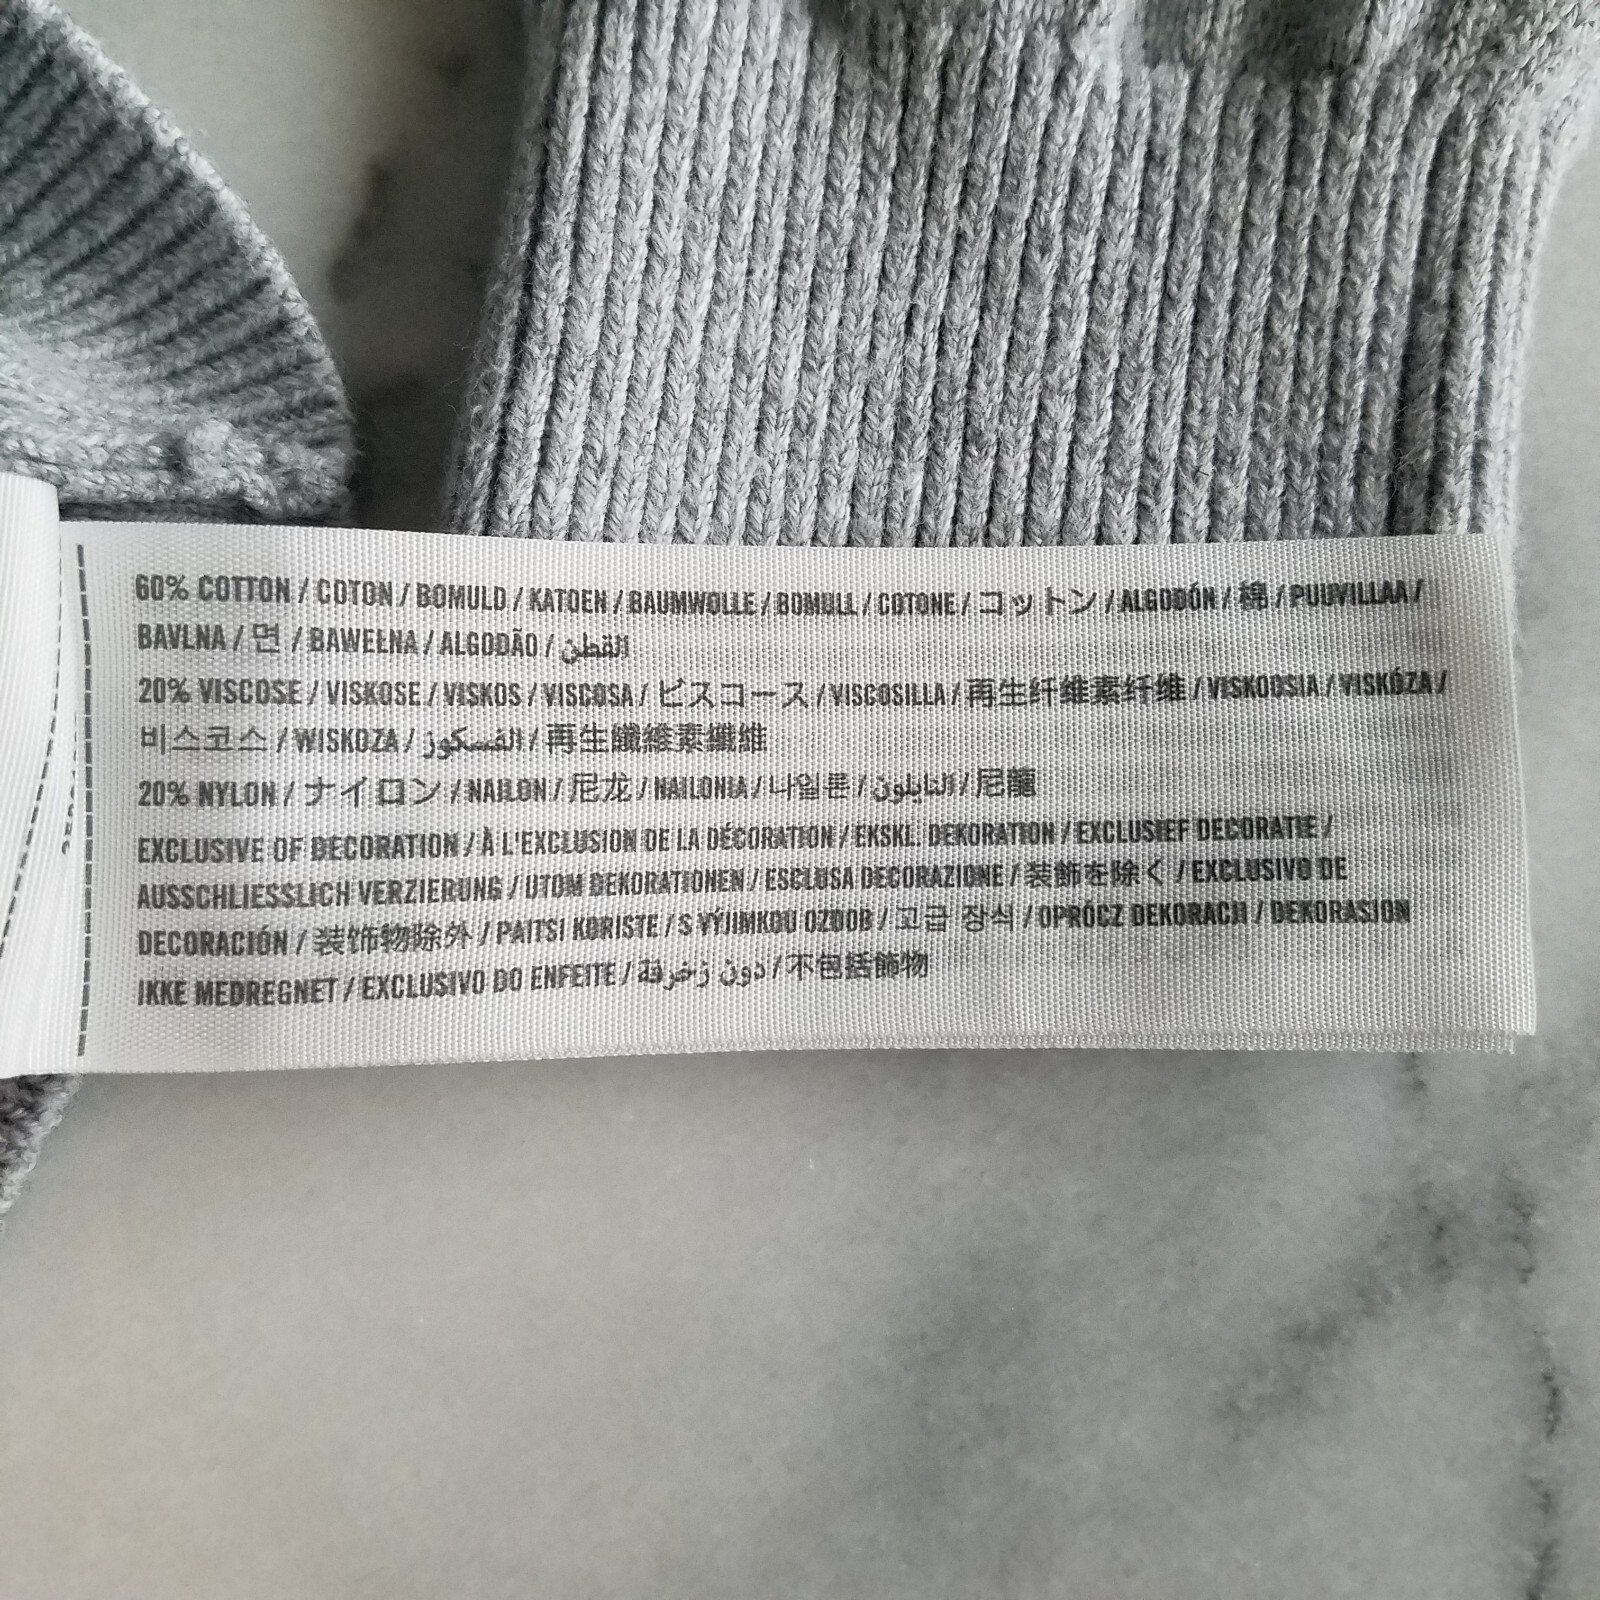 60% COTTON / COTON / BOMULD / KATOEN / BAUMWOLLE / BOMULL / COTONE / コットン / ALGODÓN / 棉 / PUUVILLAA /
BAVLNA / 면 / BAWEŁNA / ALGODÃO / القطن
20% VISCOSE / VISKOSE / VISKOS / VISCOSA / ビスコース / VISCOSILLA / 再生纤维素纤维 / VISKOOSIA / VISKÓZA /
비스코스 / WISKOZA / الفسكوز / 再生纖維素纖維
20% NYLON / ナイロン / NAILON / 尼龙 / NAILONIA / 나일론 / النايلون / 尼龍
EXCLUSIVE OF DECORATION / À L'EXCLUSION DE LA DÉCORATION / EKSKL. DEKORATION / EXCLUSIEF DECORATIE /
AUSSCHLIESSLICH VERZIERUNG / UTOM DEKORATIONEN / ESCLUSA DECORAZIONE / 装飾を除く / EXCLUSIVO DE
DECORACIÓN / 装饰物除外 / PAITSI KORISTE / S VÝJIMKOU OZDOB / 고급 장식 / OPRÓCZ DEKORACJI / DEKORASJON
IKKE MEDREGNET / EXCLUSIVO DO ENFEITE / دون زخرفة / 不包括飾物